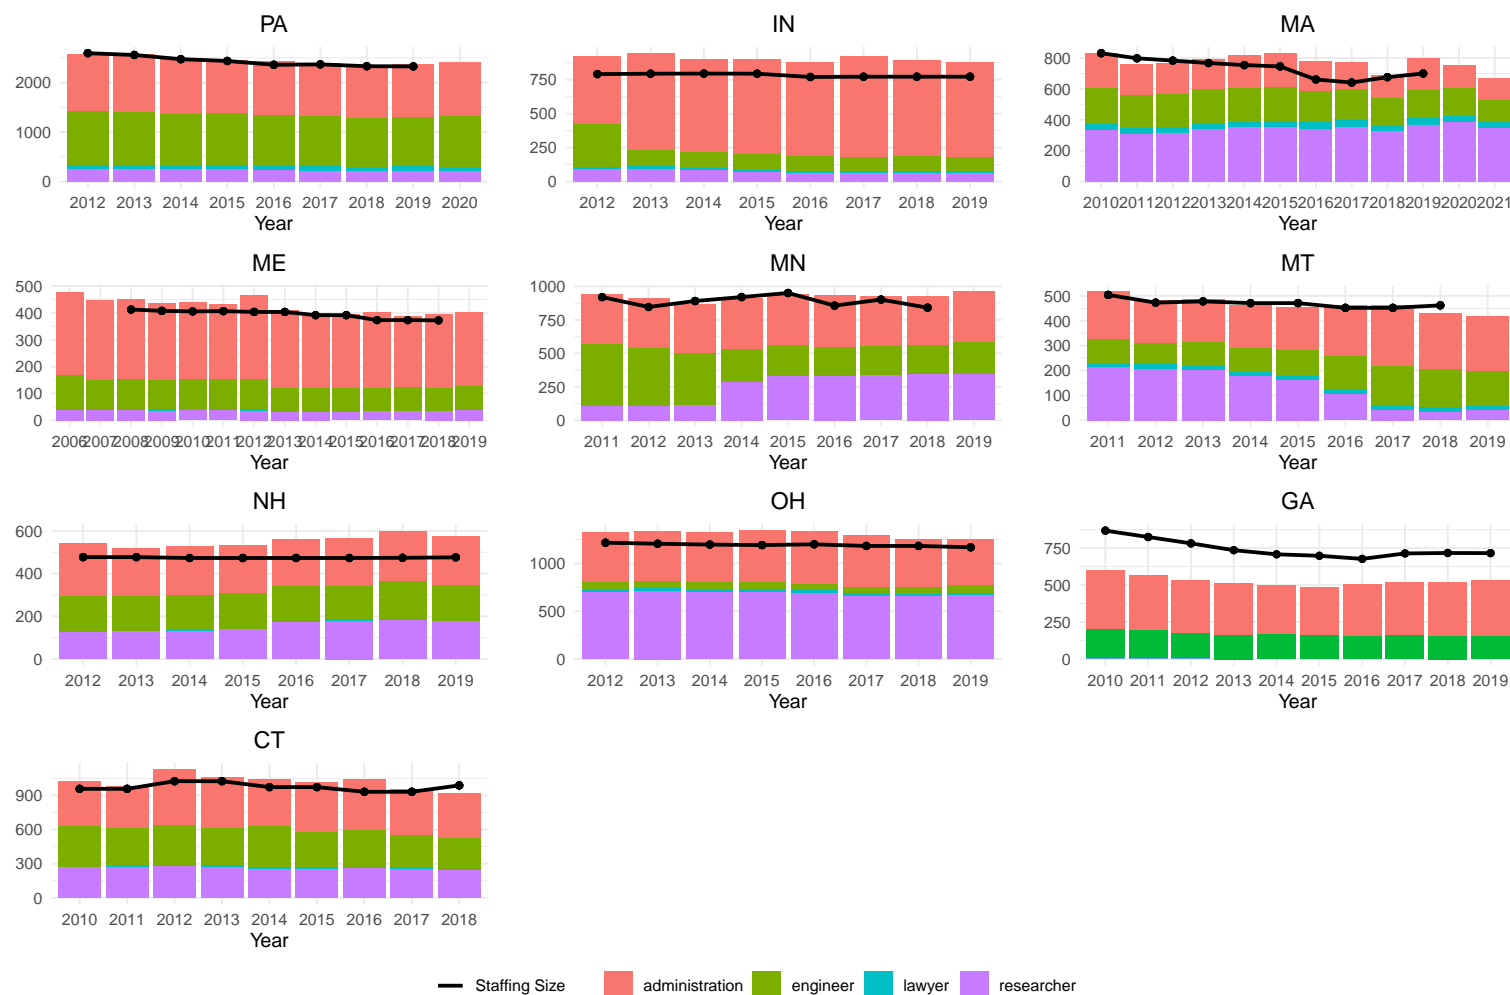 PA
2000
1000
0
2012 2013 2014 2015 2016 2017 2018 2019 2020
Year
IN
750
500
250
0
2012 2013 2014 2015 2016 2017 2018 2019
Year
MA
800
600
400
200
0
2010 2011 2012 2013 2014 2015 2016 2017 2018 2019 2020 2021
Year
ME
500
400
300
200
100
0
2006 2007 2008 2009 2010 2011 2012 2013 2014 2015 2016 2017 2018 2019
Year
MN
1000
750
500
250
0
2011 2012 2013 2014 2015 2016 2017 2018 2019
Year
MT
500
400
300
200
100
0
2011 2012 2013 2014 2015 2016 2017 2018 2019
Year
NH
600
400
200
0
2012 2013 2014 2015 2016 2017 2018 2019
Year
OH
1000
500
0
2012 2013 2014 2015 2016 2017 2018 2019
Year
GA
750
500
250
0
2010 2011 2012 2013 2014 2015 2016 2017 2018 2019
Year
CT
900
600
300
0
2010 2011 2012 2013 2014 2015 2016 2017 2018
Year
Staffing Size administration engineer lawyer researcher